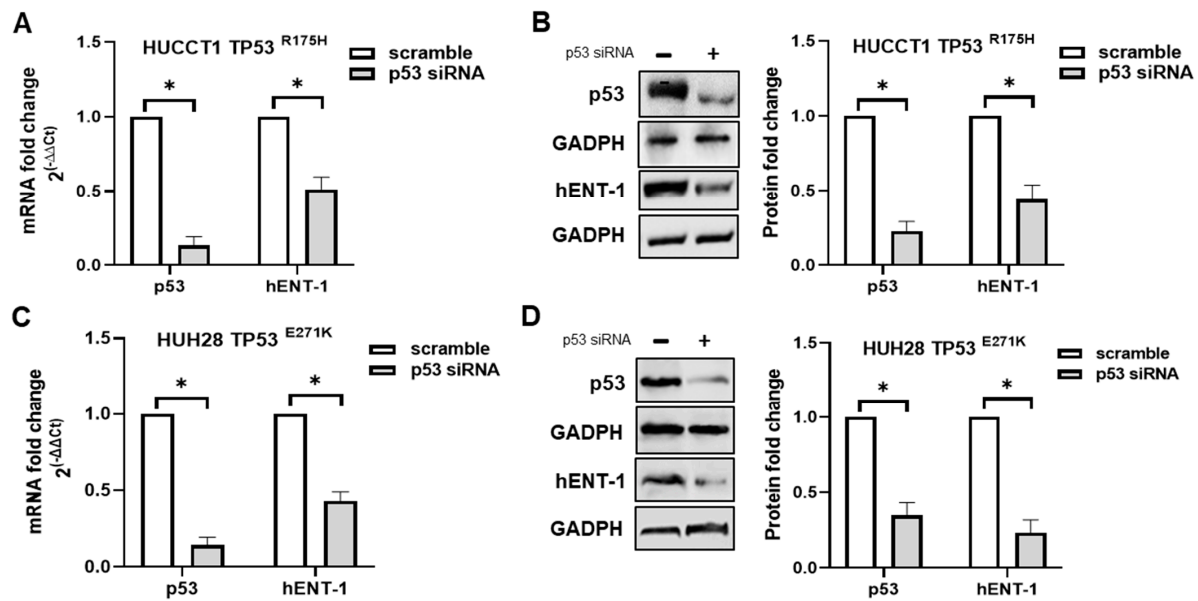 A
HUCCT1 TP53 R175H
scramble
p53 siRNA
mRNA fold change
2(-ΔΔCt)
1.5
1.0
0.5
0.0
*
*
p53
hENT-1
B
p53 siRNA
–
+
p53
GADPH
hENT-1
GADPH
HUCCT1 TP53 R175H
scramble
p53 siRNA
Protein fold change
1.5
1.0
0.5
0.0
*
*
p53
hENT-1
C
HUH28 TP53 E271K
scramble
p53 siRNA
mRNA fold change
2(-ΔΔCt)
1.5
1.0
0.5
0.0
*
*
p53
hENT-1
D
p53 siRNA
–
+
p53
GADPH
hENT-1
GADPH
HUH28 TP53 E271K
scramble
p53 siRNA
Protein fold change
1.5
1.0
0.5
0.0
*
*
p53
hENT-1